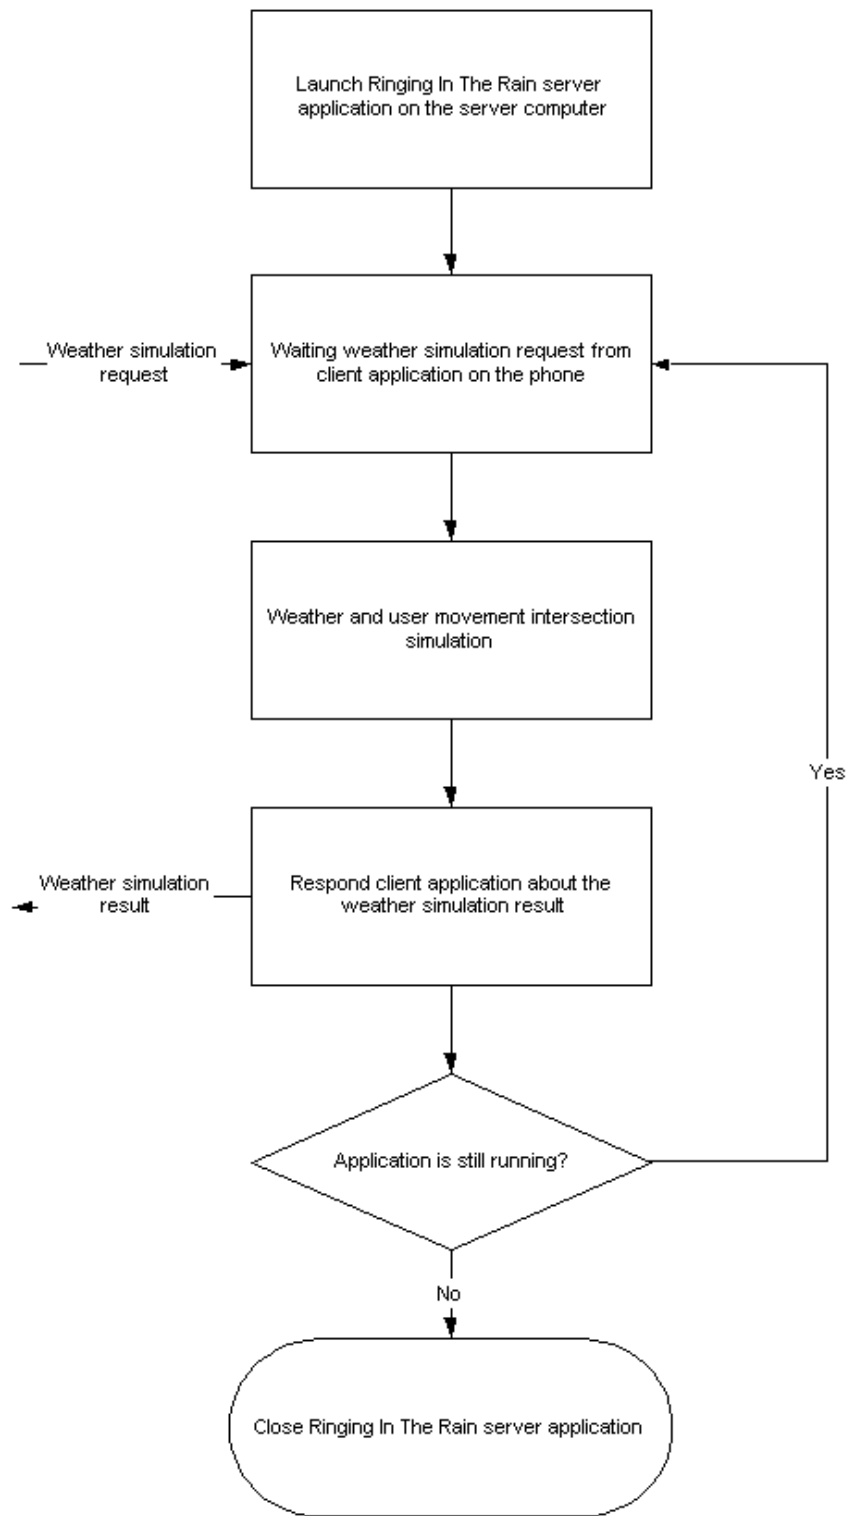 Launch Ringing In The Rain server
application on the server computer
Weather simulation
request
Waiting weather simulation request from
client application on the phone
Weather and user movement intersection
simulation
Yes
Weather simulation
result
Respond client application about the
weather simulation result
Application is still running?
No
Close Ringing In The Rain server application